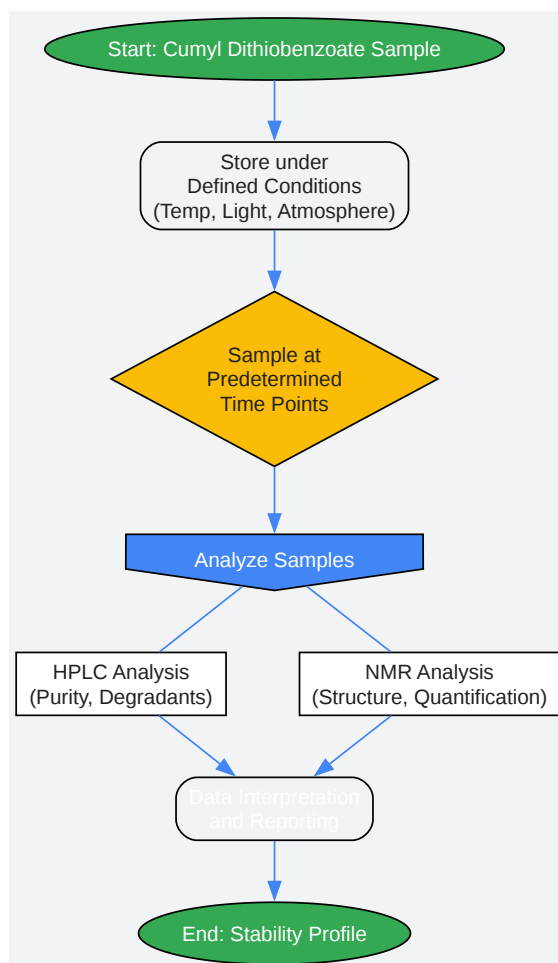 Start: Cumyl Dithiobenzoate Sample
Store under
Defined Conditions
(Temp, Light, Atmosphere)
Sample at
Predetermined
Time Points
Analyze Samples
HPLC Analysis
(Purity, Degradants)
NMR Analysis
(Structure, Quantification)
Data Interpretation
and Reporting
End: Stability Profile